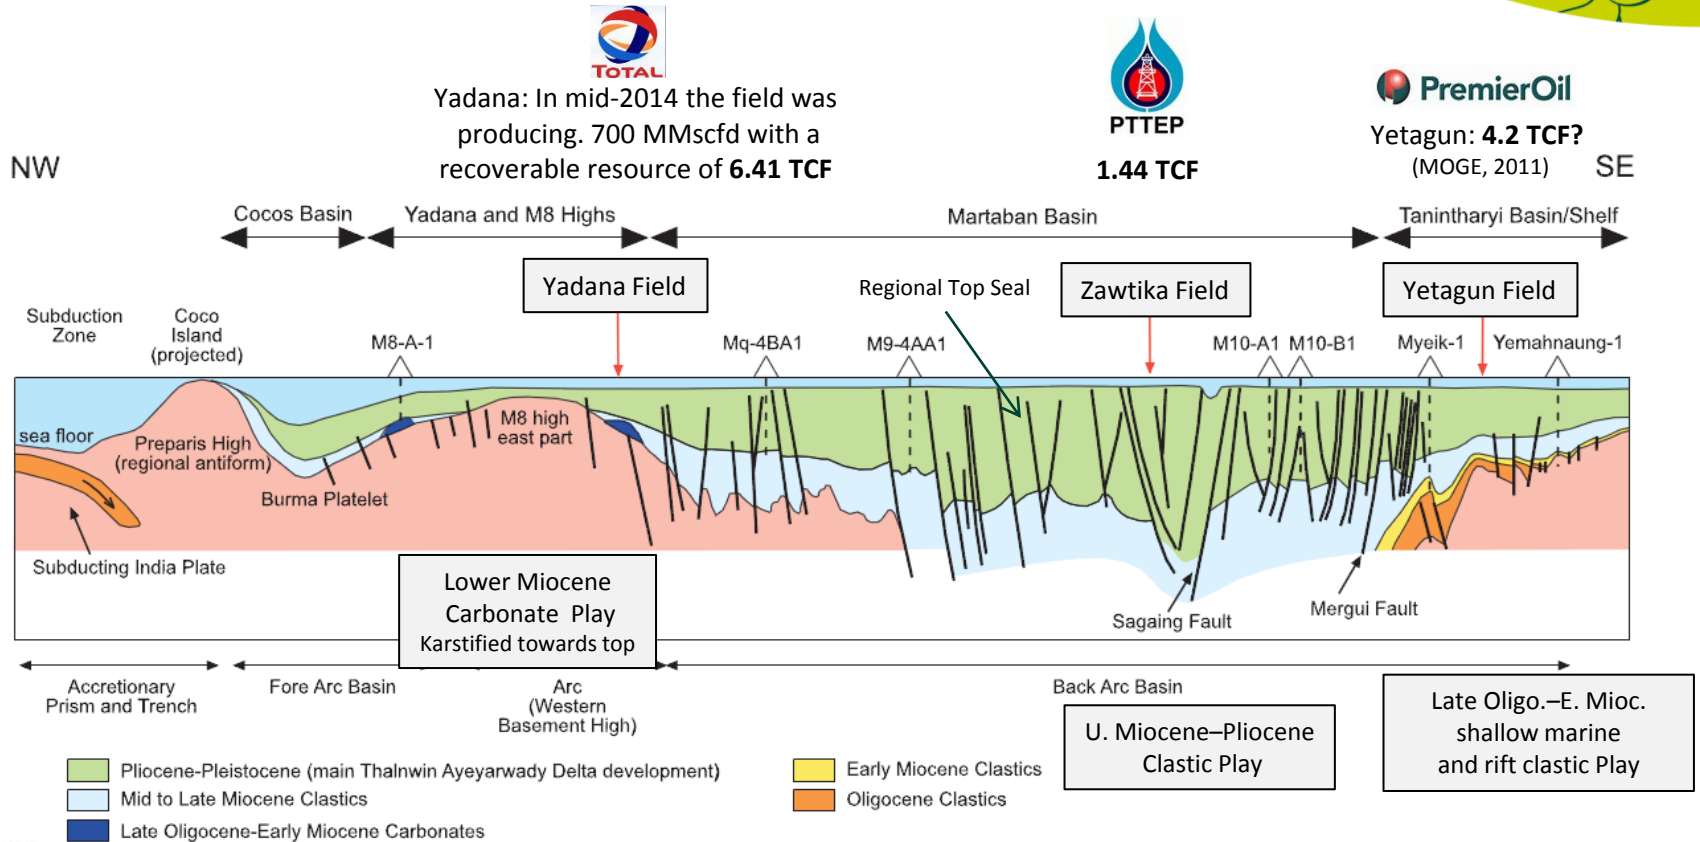 TOTAL
Yadana: In mid-2014 the field was
producing. 700 MMscfd with a
recoverable resource of 6.41 TCF
PTTEP
1.44 TCF
PremierOil
Yetagun: 4.2 TCF?
(MOGE, 2011)
NW
SE
Cocos Basin
Yadana and M8 Highs
Martaban Basin
Tanintharyi Basin/Shelf
Yadana Field
Regional Top Seal
Zawtika Field
Yetagun Field
Subduction
Zone
Coco
Island
(projected)
M8-A-1
Mq-4BA1
M9-4AA1
M10-A1
M10-B1
Myeik-1
Yemahnaung-1
sea floor
Preparis High
(regional antiform)
M8 high
east part
Burma Platelet
Subducting India Plate
Lower Miocene
Carbonate Play
Karstified towards top
Sagaing Fault
Mergui Fault
Accretionary
Prism and Trench
Fore Arc Basin
Arc
(Western
Basement High)
Back Arc Basin
U. Miocene–Pliocene
Clastic Play
Late Oligo.–E. Mioc.
shallow marine
and rift clastic Play
Pliocene-Pleistocene (main Thalnwin Ayeyarwady Delta development)
Mid to Late Miocene Clastics
Late Oligocene-Early Miocene Carbonates
Early Miocene Clastics
Oligocene Clastics